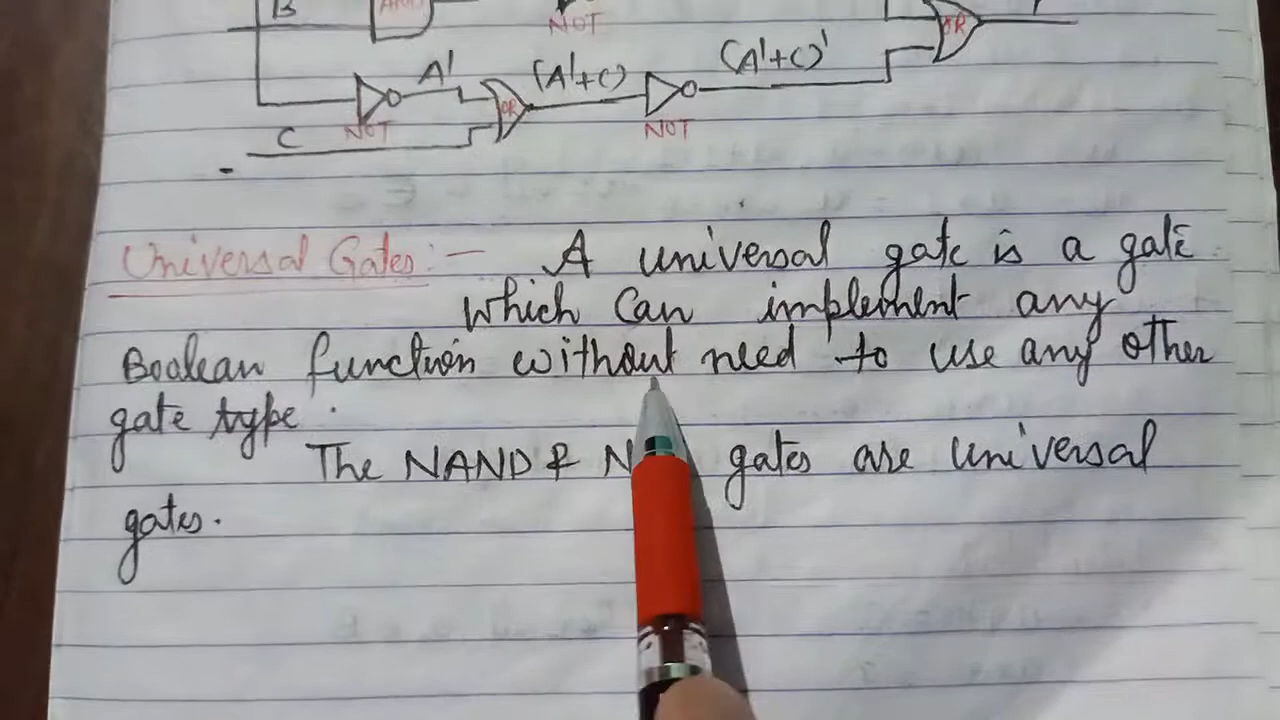 B
NOT
OR
A' (A'+C) (A'+C)'
OR
C NOT NOT
Universal Gates :- A universal gate is a gate
which can implement any
Boolean function without need to use any other
gate type.
The NAND & N gates are universal
gates.